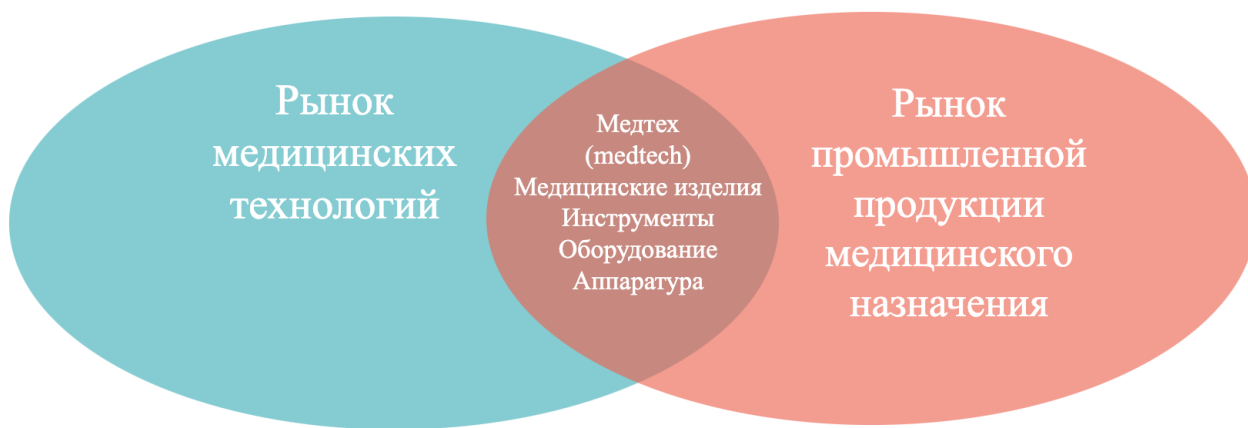 Рынок
медицинских
технологий
Медтех
(medtech)
Медицинские изделия
Инструменты
Оборудование
Аппаратура
Рынок
промышленной
продукции
медицинского
назначения